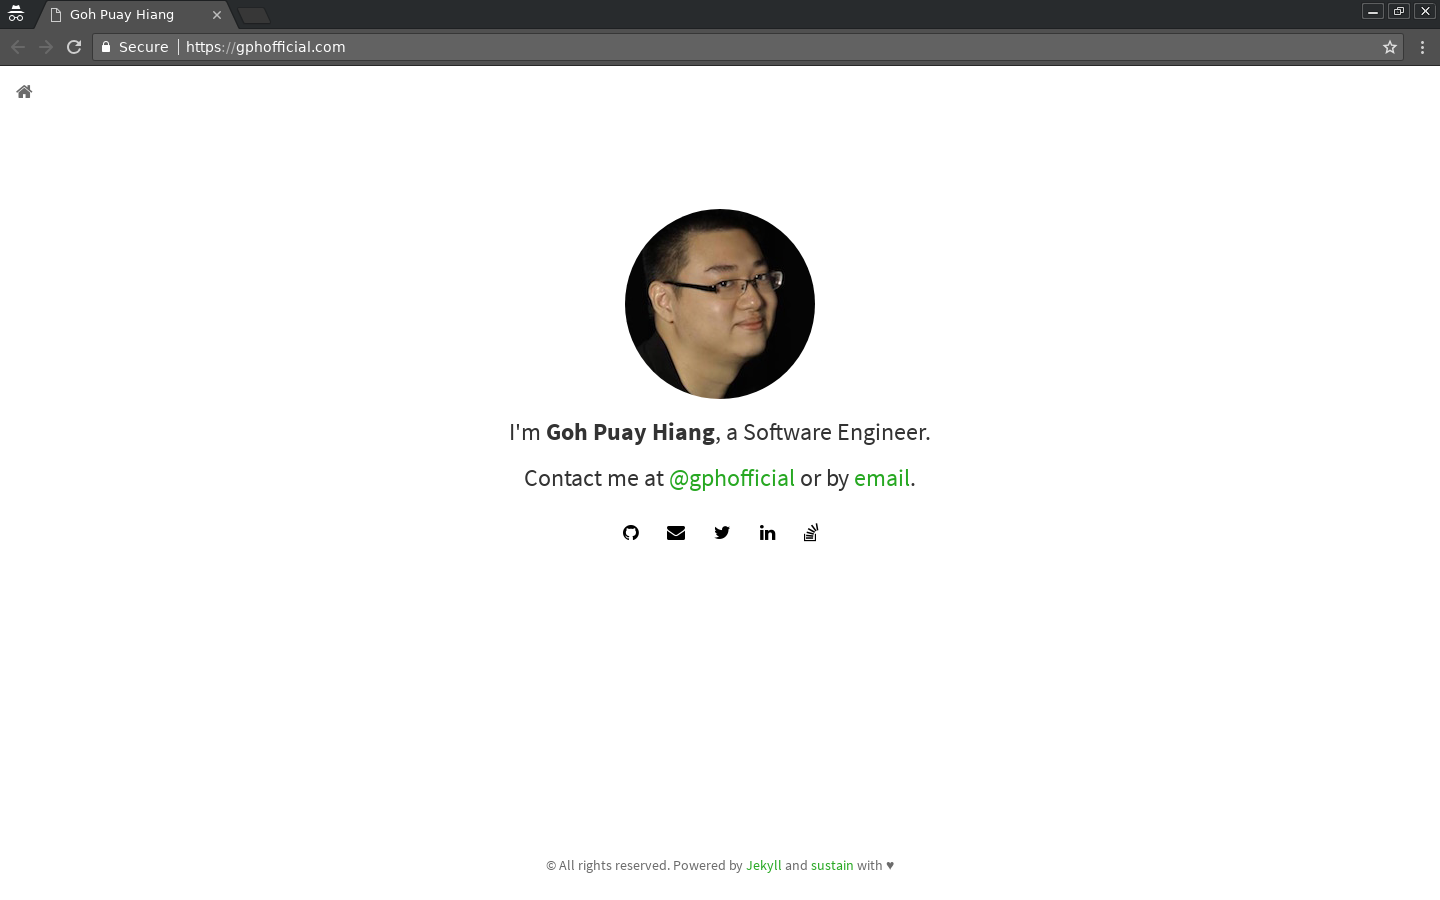 Goh Puay Hiang
Secure https://gphofficial.com
I'm Goh Puay Hiang, a Software Engineer.
Contact me at @gphofficial or by email.
© All rights reserved. Powered by Jekyll and sustain with ♥